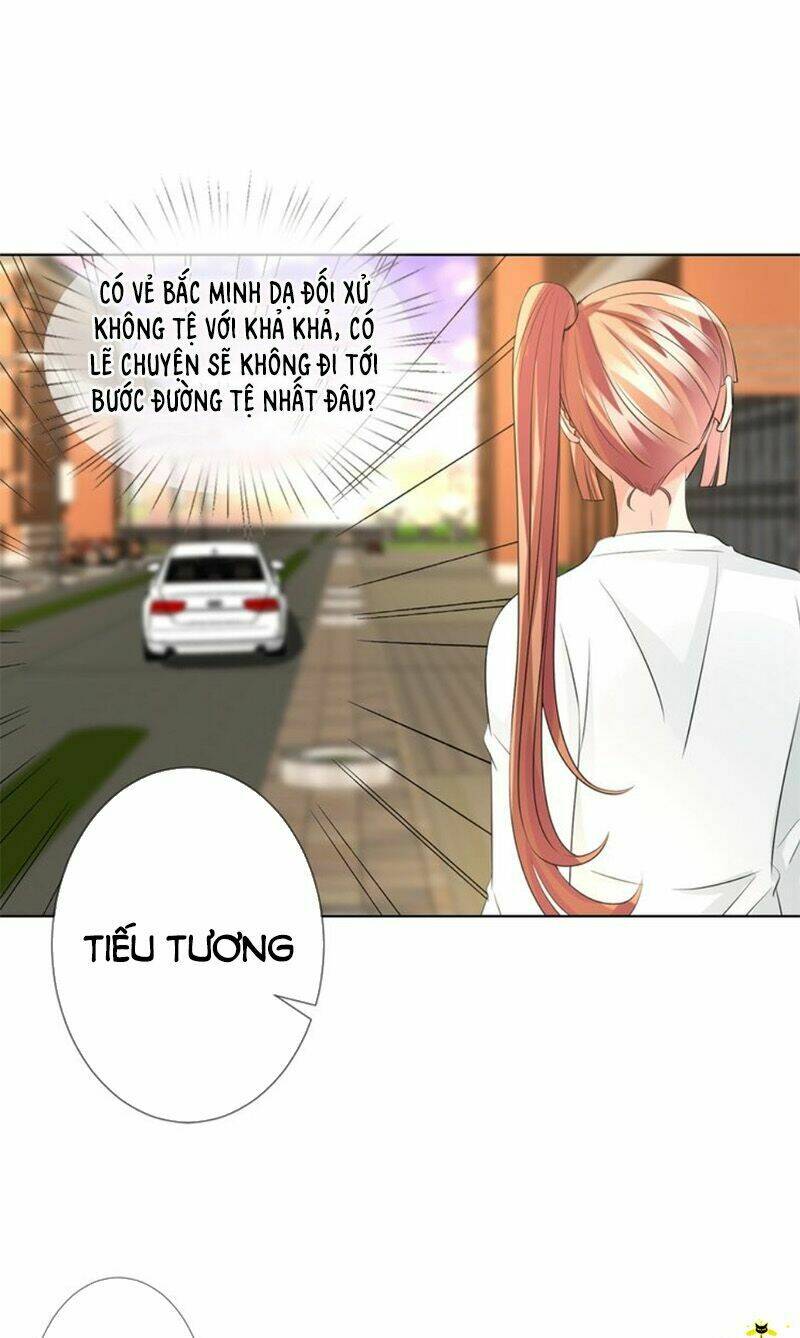 CÓ VẺ BẮC MINH DẠ ĐỐI XỬ
KHÔNG TỆ VỚI KHẢ KHẢ, CÓ
LẼ CHUYỆN SẼ KHÔNG ĐI TỚI
BƯỚC ĐƯỜNG TỆ NHẤT ĐÂU?
TIẾU TƯƠNG